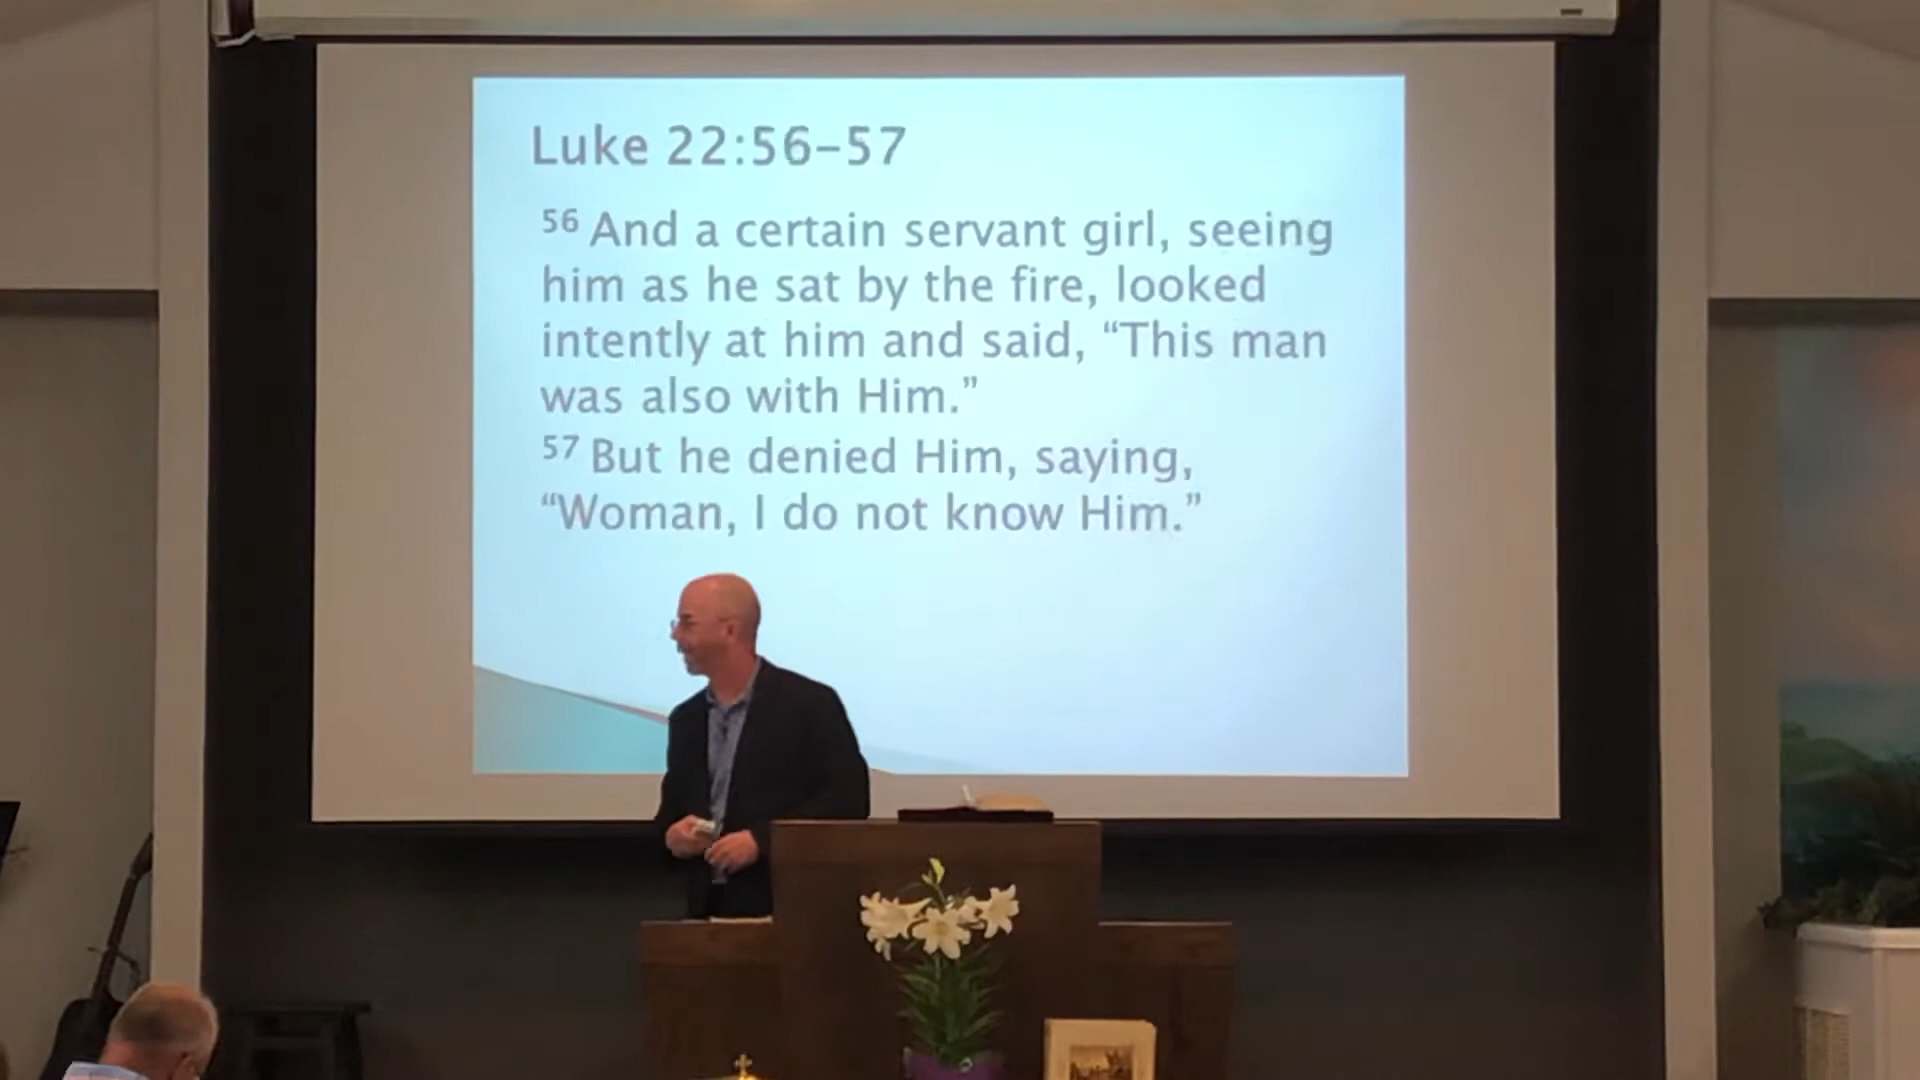 Luke 22:56–57
56 And a certain servant girl, seeing
him as he sat by the fire, looked
intently at him and said, “This man
was also with Him.”
57 But he denied Him, saying,
“Woman, I do not know Him.”